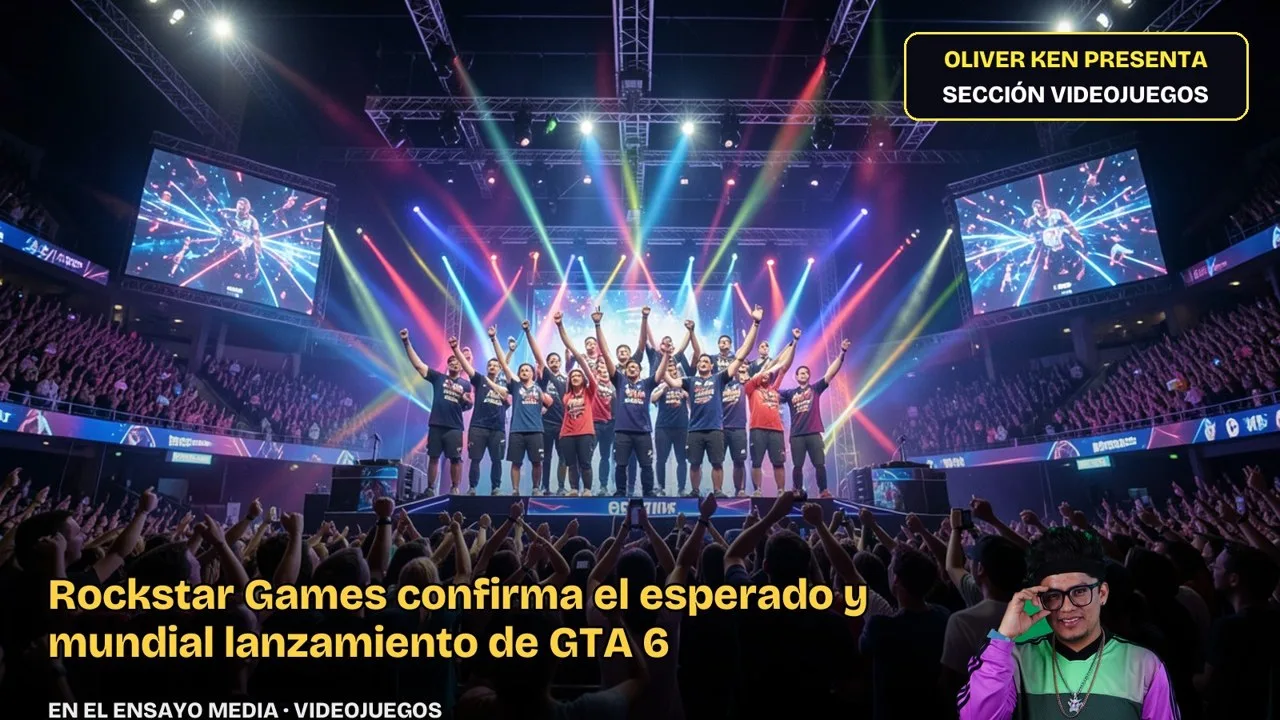 OLIVER KEN PRESENTA
SECCIÓN VIDEOJUEGOS
Rockstar Games confirma el esperado y
mundial lanzamiento de GTA 6
EN EL ENSAYO MEDIA · VIDEOJUEGOS